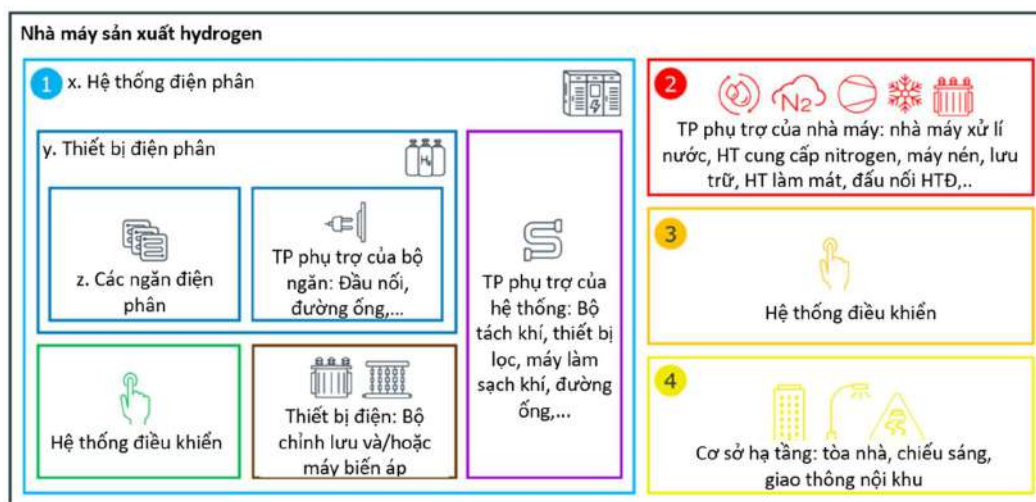 Nhà máy sản xuất hydrogen
1 x. Hệ thống điện phân
y. Thiết bị điện phân
H₂
z. Các ngăn điện
phân
TP phụ trợ của bộ
ngăn: Đầu nối,
đường ống,...
Hệ thống điều khiển
Thiết bị điện: Bộ
chỉnh lưu và/hoặc
máy biến áp
TP phụ trợ của
hệ thống: Bộ
tách khí, thiết bị
lọc, máy làm
sạch khí, đường
ống,...
2
N2
TP phụ trợ của nhà máy: nhà máy xử lí
nước, HT cung cấp nitrogen, máy nén, lưu
trữ, HT làm mát, đấu nối HTĐ,..
3
Hệ thống điều khiển
4
Cơ sở hạ tầng: tòa nhà, chiếu sáng,
giao thông nội khu